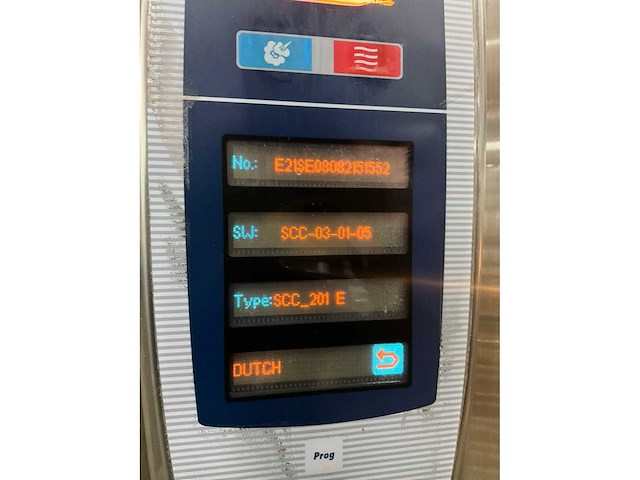 No.: E21SE08082151552
SW: SCC-03-01-05
Type:SCC_201 E
DUTCH
Prog